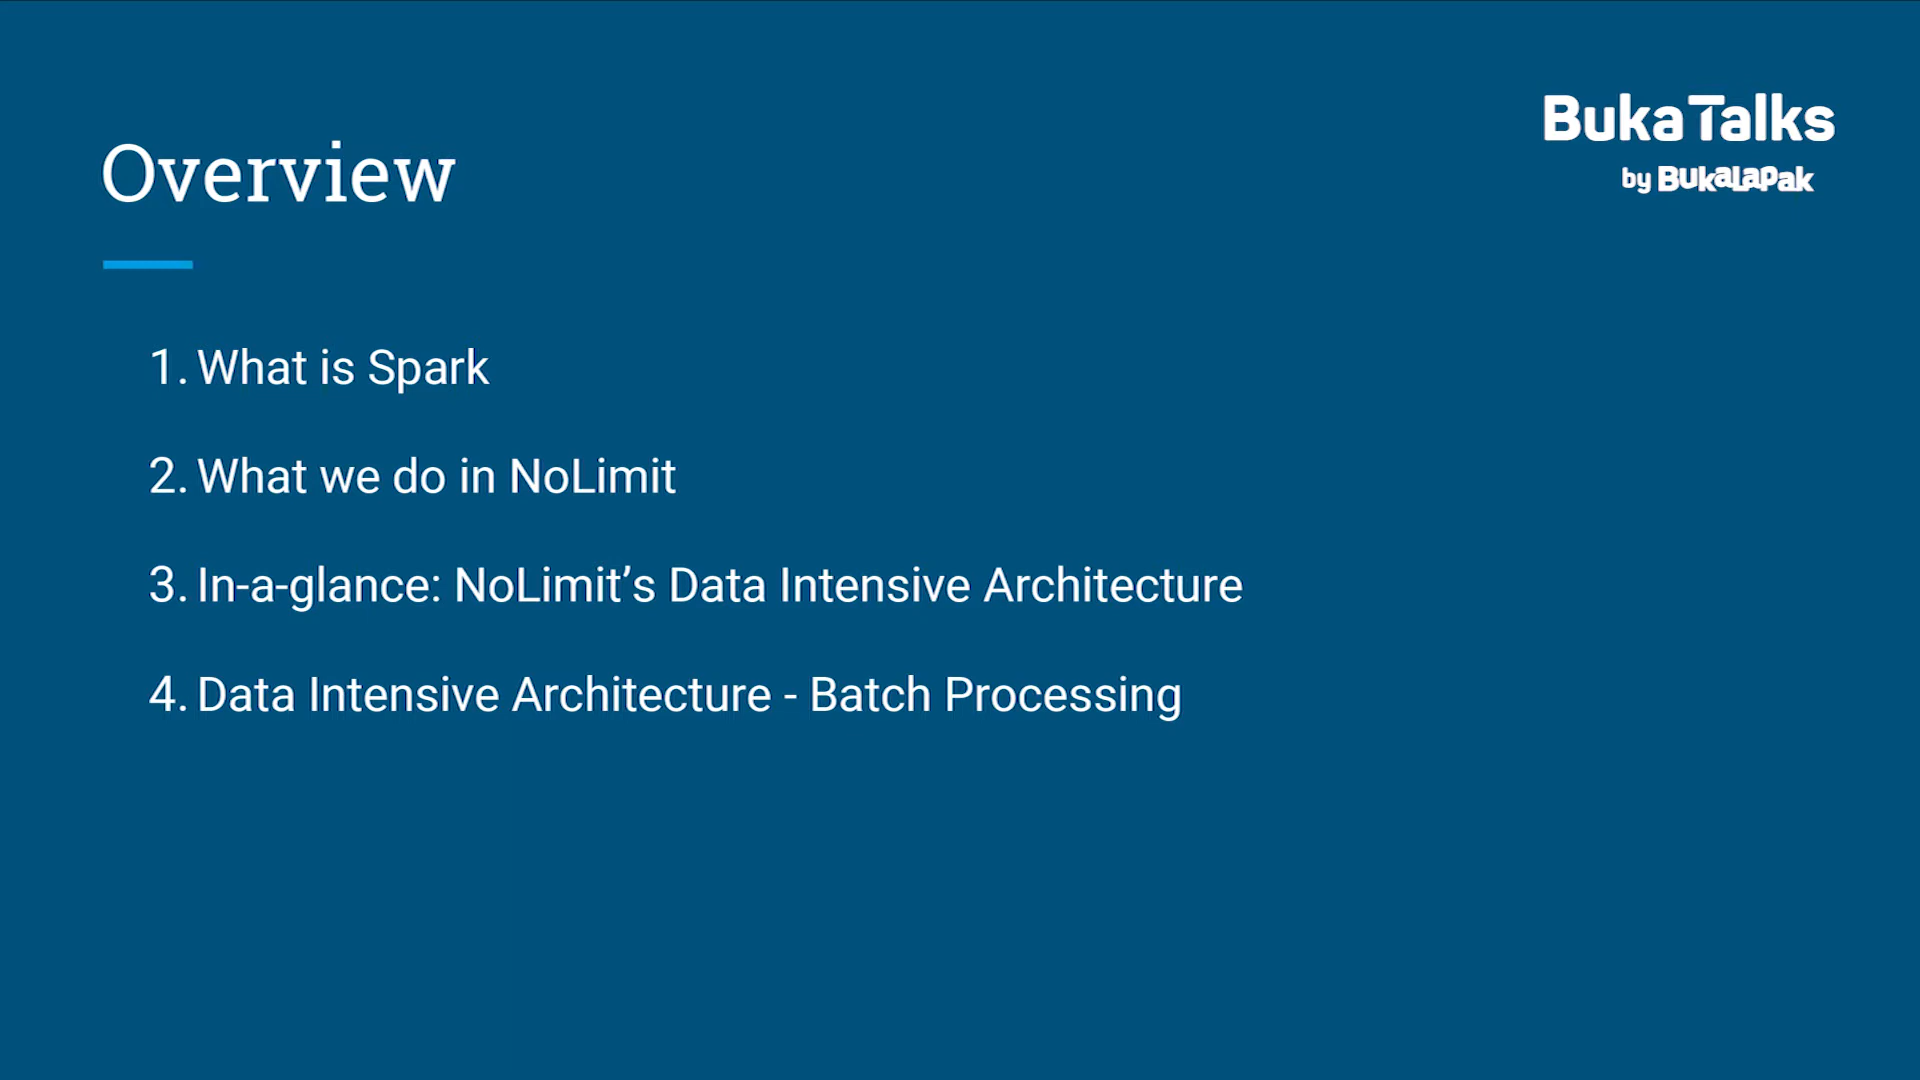 Overview
BukaTalks
by BukaLapak
1. What is Spark
2. What we do in NoLimit
3. In-a-glance: NoLimit’s Data Intensive Architecture
4. Data Intensive Architecture - Batch Processing